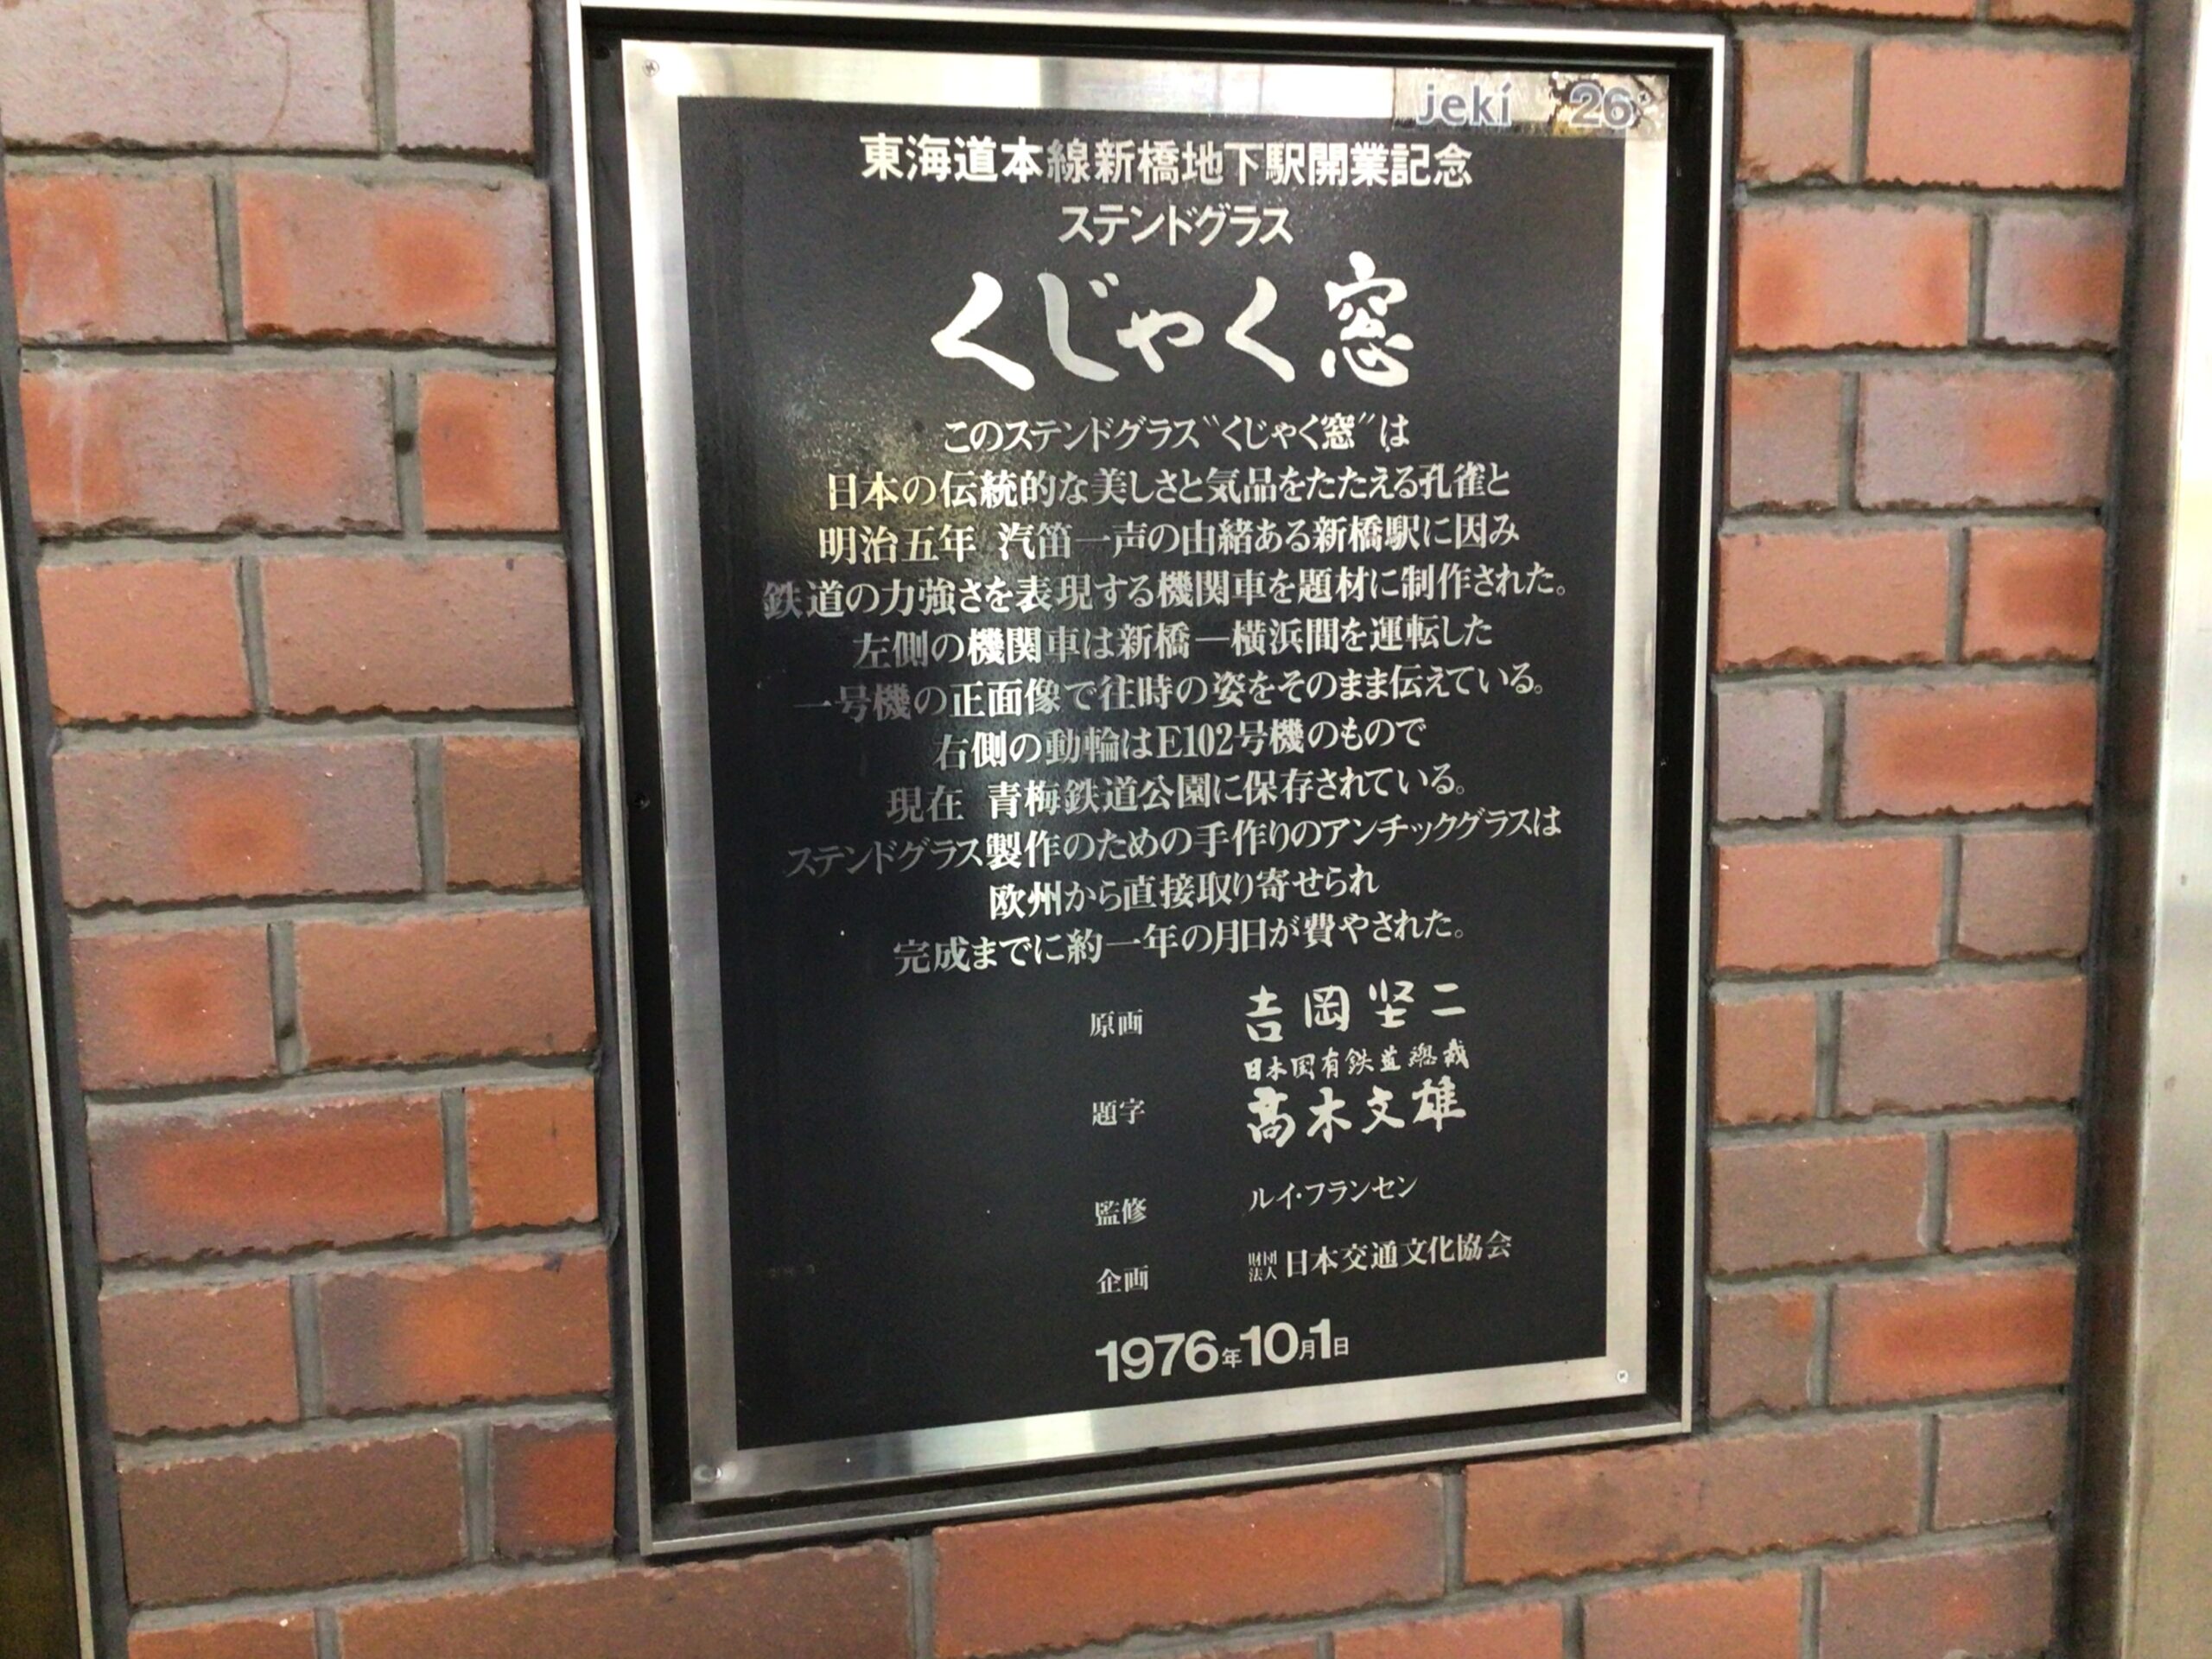 jeki 26
東海道本線新橋地下駅開業記念
ステンドグラス
くじゃく窓
このステンドグラス“くじゃく窓”は
日本の伝統的な美しさと気品をたたえる孔雀と
明治五年 汽笛一声の由緒ある新橋駅に因み
鉄道の力強さを表現する機関車を題材に制作された。
左側の機関車は新橋—横浜間を運転した
一号機の正面像で往時の姿をそのまま伝えている。
右側の動輪はE102号機のもので
現在 青梅鉄道公園に保存されている。
ステンドグラス製作のための手作りのアンチックグラスは
欧州から直接取り寄せられ
完成までに約一年の月日が費やされた。
原画 吉岡堅二
日本国有鉄道総裁
題字 高木文雄
監修 ルイ・フランセン
企画 財団法人 日本交通文化協会
1976年10月1日